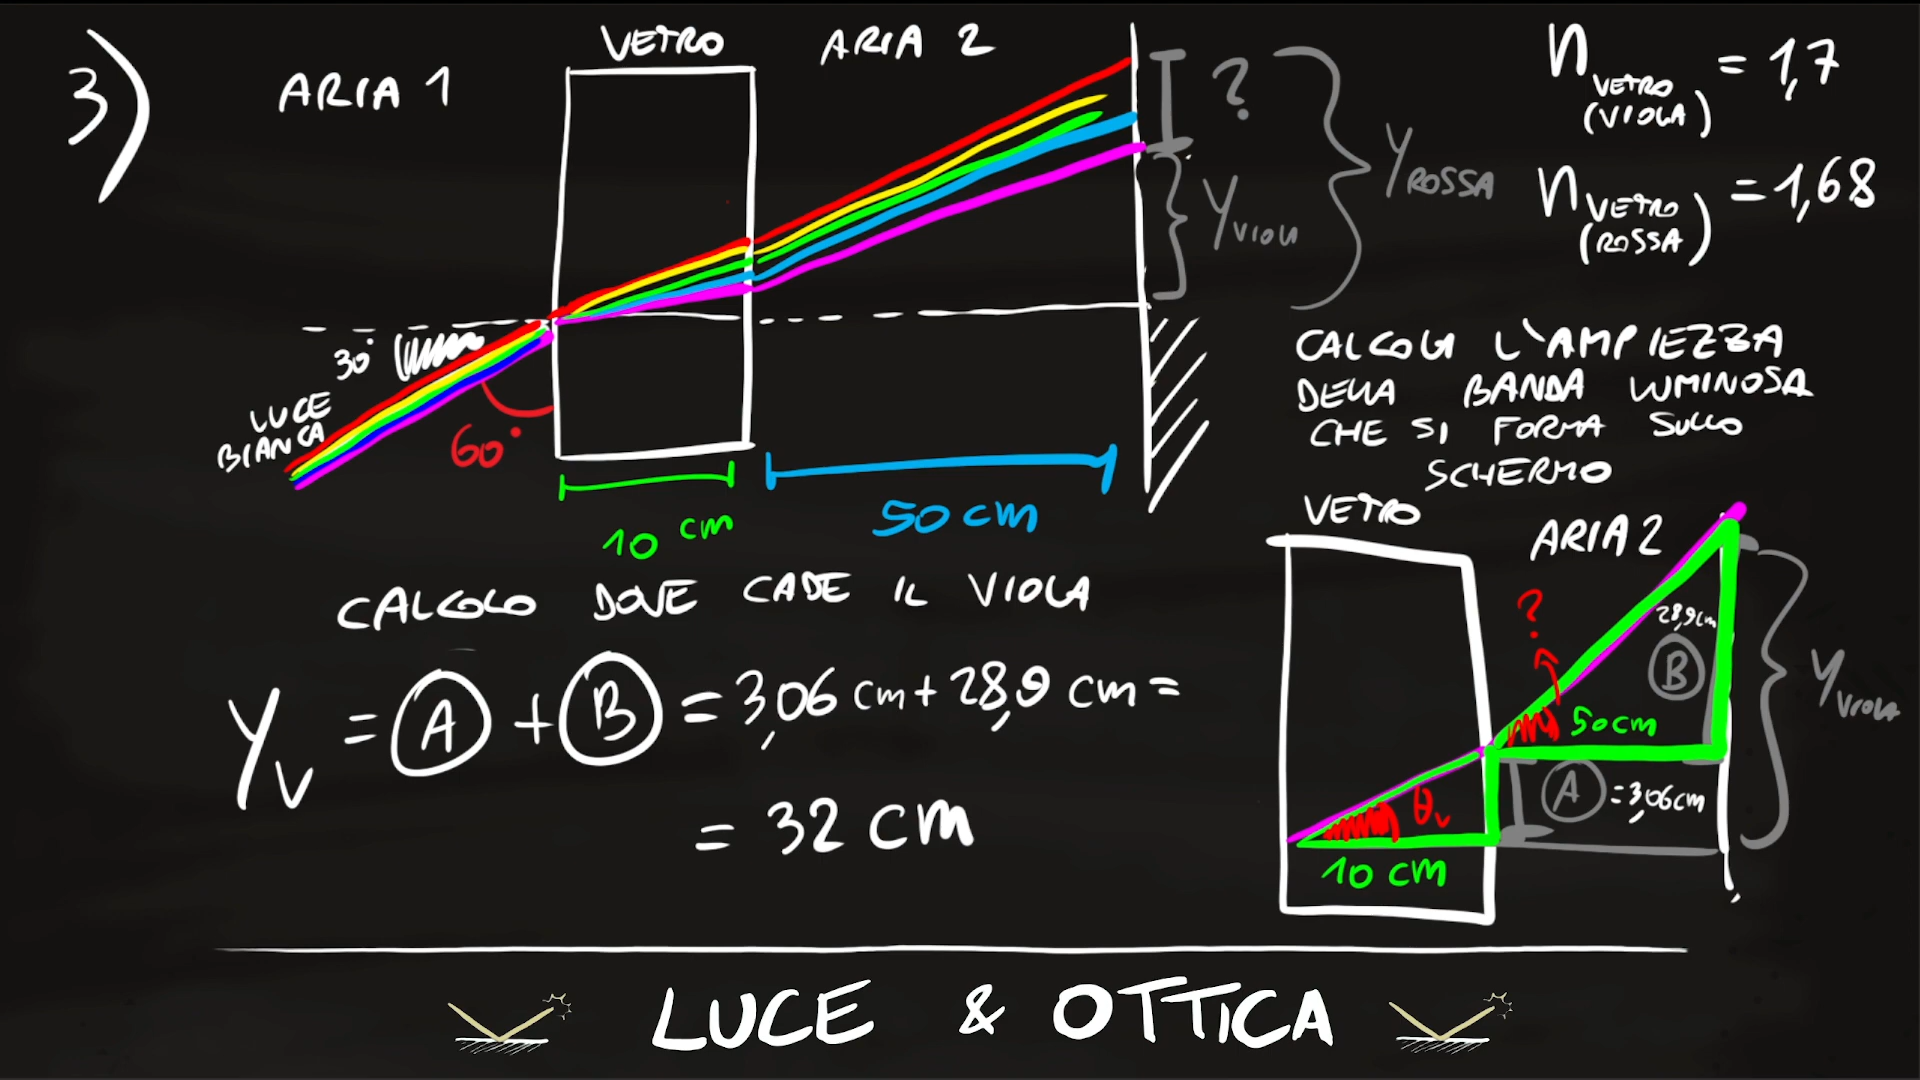 3)
ARIA 1
VETRO
ARIA 2
?
Y ROSSA
Y VIOLA
n VETRO (VIOLA) = 1,7
n VETRO (ROSSA) = 1,68
30°
LUCE
BIANCA
60°
10 cm
50 cm
CALCOLA L'AMPIEZZA
DELLA BANDA LUMINOSA
CHE SI FORMA SULLO
SCHERMO
CALCOLO DOVE CADE IL VIOLA
Yv = A + B = 3,06 cm + 28,9 cm =
= 32 cm
VETRO
ARIA 2
?
28,9 cm
B
50 cm
Y VIOLA
θv
A = 3,06 cm
10 cm
LUCE & OTTICA